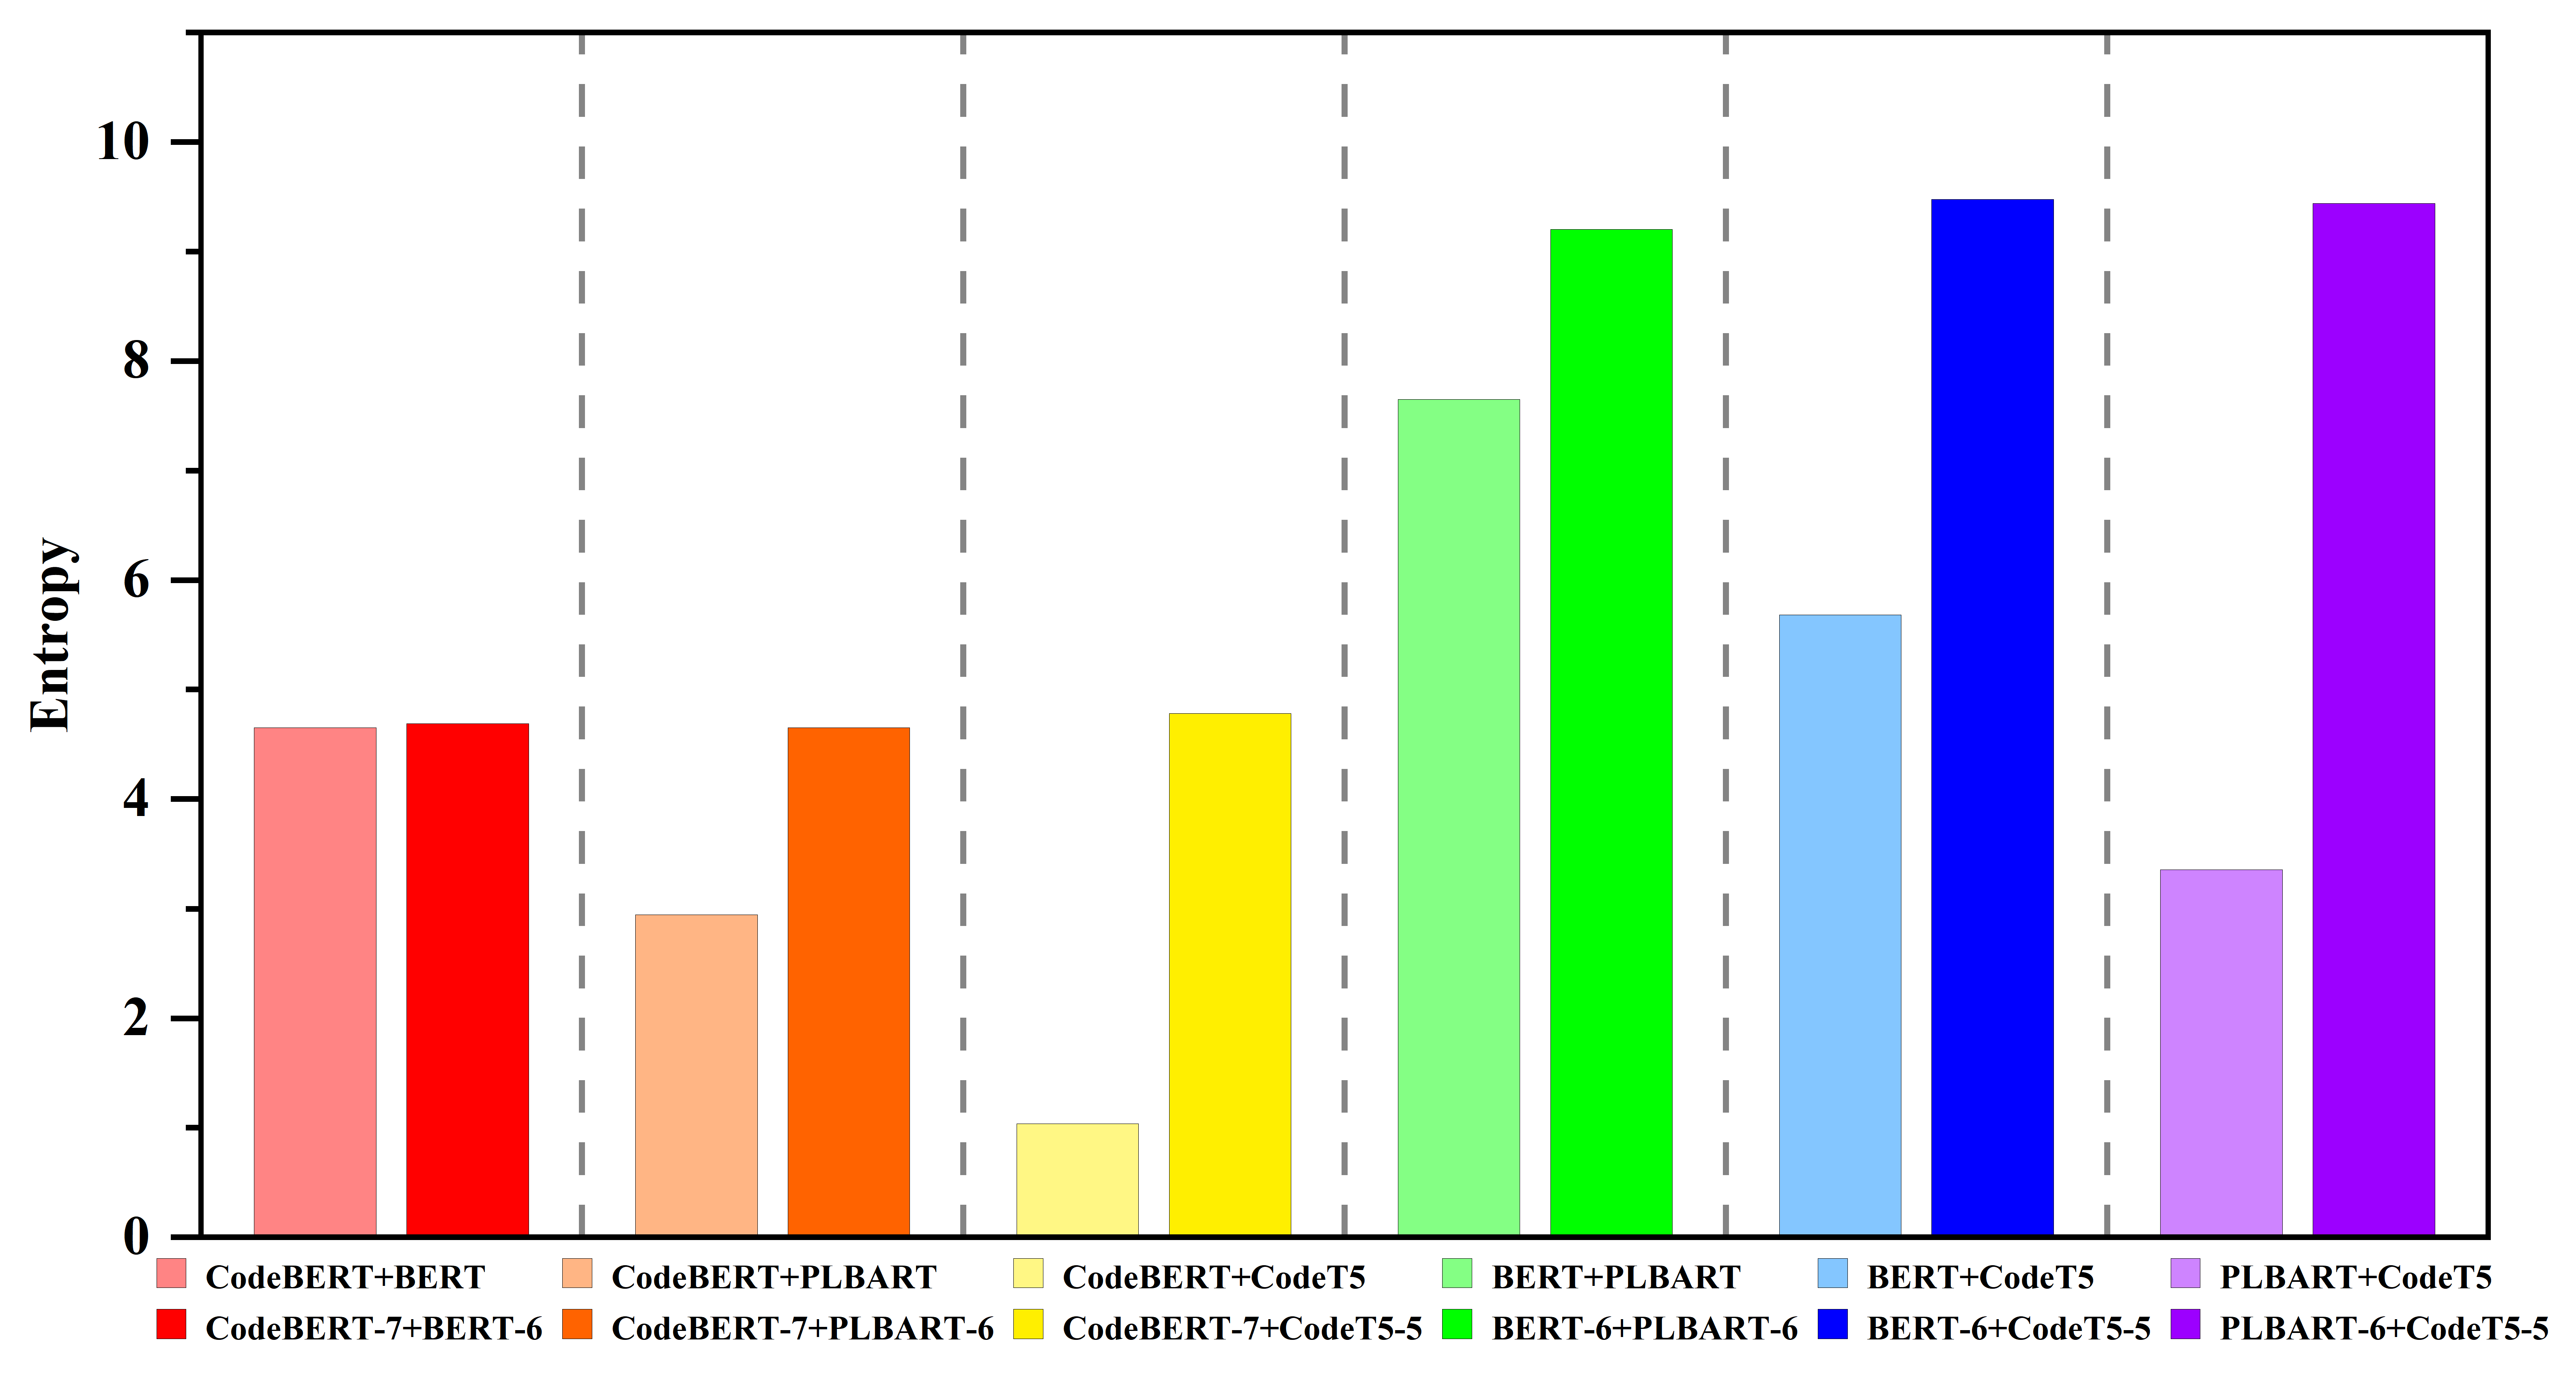 Entropy
10
8
6
4
2
0
CodeBERT+BERT CodeBERT+PLBART CodeBERT+CodeT5 BERT+PLBART BERT+CodeT5 PLBART+CodeT5
CodeBERT-7+BERT-6 CodeBERT-7+PLBART-6 CodeBERT-7+CodeT5-5 BERT-6+PLBART-6 BERT-6+CodeT5-5 PLBART-6+CodeT5-5